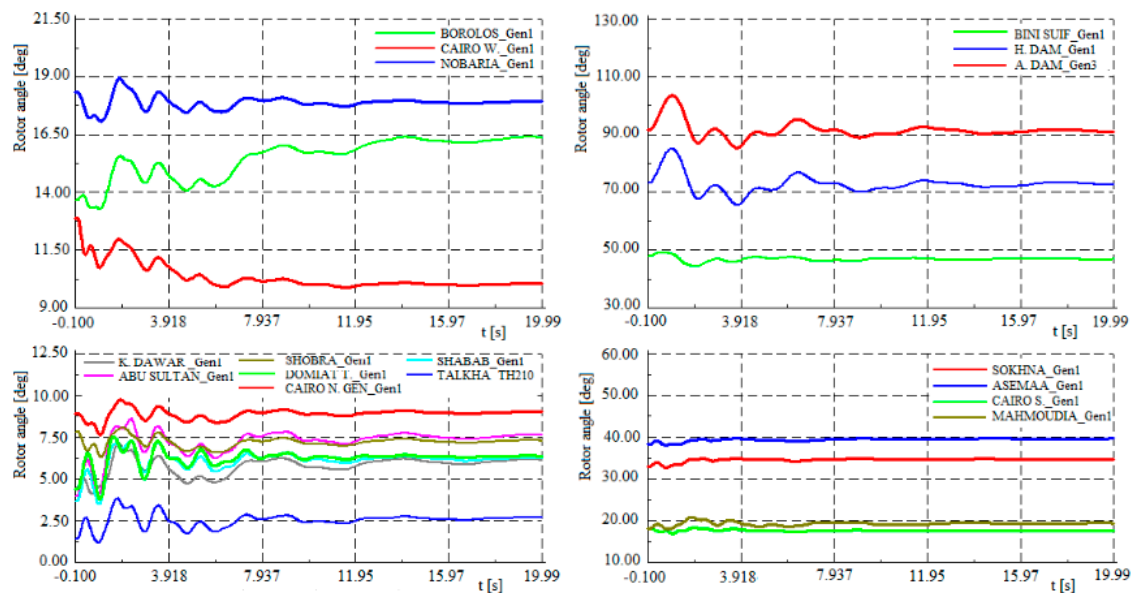 Rotor angle [deg]
21.50
19.00
16.50
14.00
11.50
9.00
BOROLOS_Gen1
CAIRO W._Gen1
NOBARIA_Gen1
-0.100 3.918 7.937 11.95 15.97 19.99
t [s]
Rotor angle [deg]
130.00
110.00
90.00
70.00
50.00
30.00
BINI SUIF_Gen1
H. DAM_Gen1
A. DAM_Gen3
-0.100 3.918 7.937 11.95 15.97 19.99
t [s]
Rotor angle [deg]
12.50
10.00
7.50
5.00
2.50
0.00
K. DAWAR_Gen1 SHOBRA_Gen1 SHABAB_Gen1
ABU SULTAN_Gen1 DOMIAT T._Gen1 TALKHA_TH210
CAIRO N. GEN_Gen1
-0.100 3.918 7.937 11.95 15.97 19.99
t [s]
Rotor angle [deg]
60.00
50.00
40.00
30.00
20.00
10.00
SOKHNA_Gen1
ASEMAA_Gen1
CAIRO S._Gen1
MAHMOUDIA_Gen1
-0.100 3.918 7.937 11.95 15.97 19.99
t [s]